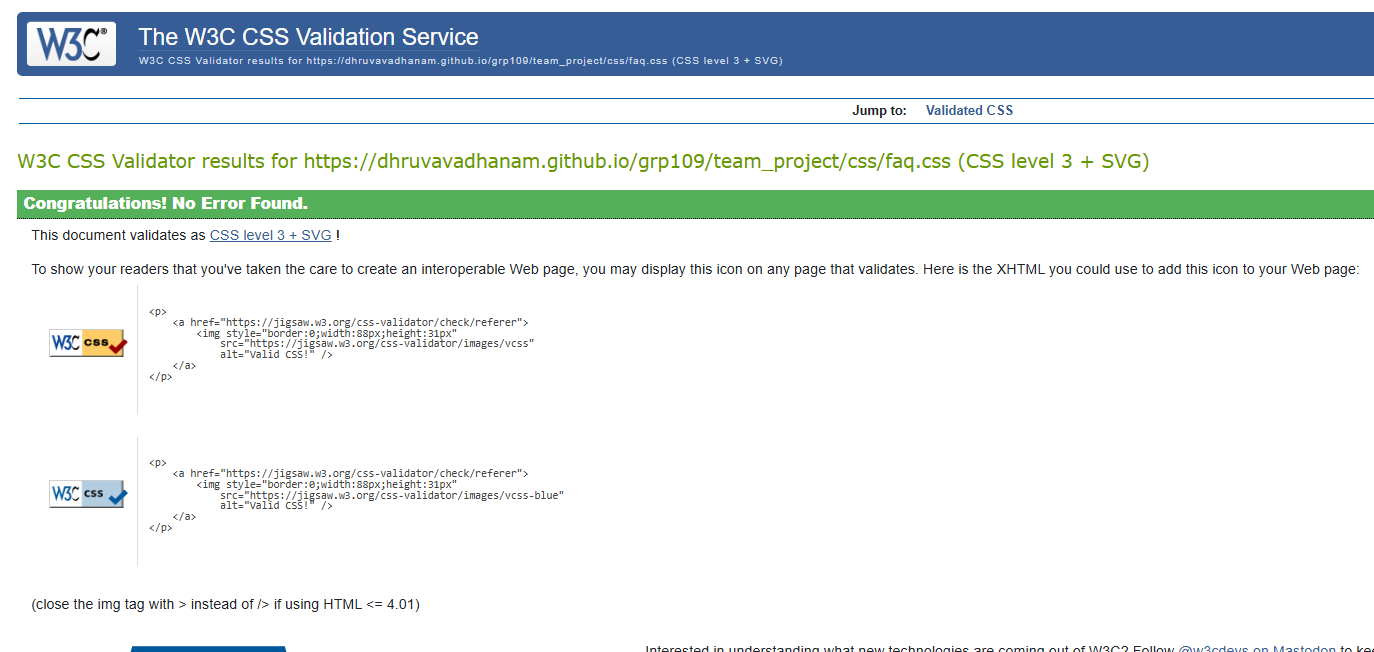 W3C®
The W3C CSS Validation Service
W3C CSS Validator results for https://dhruvavadhanam.github.io/grp109/team_project/css/faq.css (CSS level 3 + SVG)
Jump to: Validated CSS
W3C CSS Validator results for https://dhruvavadhanam.github.io/grp109/team_project/css/faq.css (CSS level 3 + SVG)
Congratulations! No Error Found.
This document validates as CSS level 3 + SVG !
To show your readers that you've taken the care to create an interoperable Web page, you may display this icon on any page that validates. Here is the XHTML you could use to add this icon to your Web page:
W3C css
<p>
<a href="https://jigsaw.w3.org/css-validator/check/referer">
<img style="border:0;width:88px;height:31px"
src="https://jigsaw.w3.org/css-validator/images/vcss"
alt="Valid CSS!" />
</a>
</p>
W3C css
<p>
<a href="https://jigsaw.w3.org/css-validator/check/referer">
<img style="border:0;width:88px;height:31px"
src="https://jigsaw.w3.org/css-validator/images/vcss-blue"
alt="Valid CSS!" />
</a>
</p>
(close the img tag with > instead of /> if using HTML <= 4.01)
Interested in understanding what new technologies are coming out of W3C? Follow @w3cdevs on Mastodon to